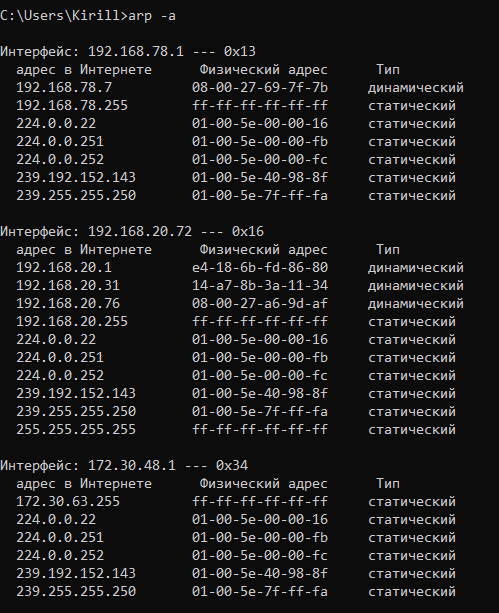 C:\Users\Kirill>arp -a
Интерфейс: 192.168.78.1 --- 0x13
адрес в Интернете Физический адрес Тип
192.168.78.7 08-00-27-69-7f-7b динамический
192.168.78.255 ff-ff-ff-ff-ff-ff статический
224.0.0.22 01-00-5e-00-00-16 статический
224.0.0.251 01-00-5e-00-00-fb статический
224.0.0.252 01-00-5e-00-00-fc статический
239.192.152.143 01-00-5e-40-98-8f статический
239.255.255.250 01-00-5e-7f-ff-fa статический
Интерфейс: 192.168.20.72 --- 0x16
адрес в Интернете Физический адрес Тип
192.168.20.1 e4-18-6b-fd-86-80 динамический
192.168.20.31 14-a7-8b-3a-11-34 динамический
192.168.20.76 08-00-27-a6-9d-af динамический
192.168.20.255 ff-ff-ff-ff-ff-ff статический
224.0.0.22 01-00-5e-00-00-16 статический
224.0.0.251 01-00-5e-00-00-fb статический
224.0.0.252 01-00-5e-00-00-fc статический
239.192.152.143 01-00-5e-40-98-8f статический
239.255.255.250 01-00-5e-7f-ff-fa статический
255.255.255.255 ff-ff-ff-ff-ff-ff статический
Интерфейс: 172.30.48.1 --- 0x34
адрес в Интернете Физический адрес Тип
172.30.63.255 ff-ff-ff-ff-ff-ff статический
224.0.0.22 01-00-5e-00-00-16 статический
224.0.0.251 01-00-5e-00-00-fb статический
224.0.0.252 01-00-5e-00-00-fc статический
239.192.152.143 01-00-5e-40-98-8f статический
239.255.255.250 01-00-5e-7f-ff-fa статический